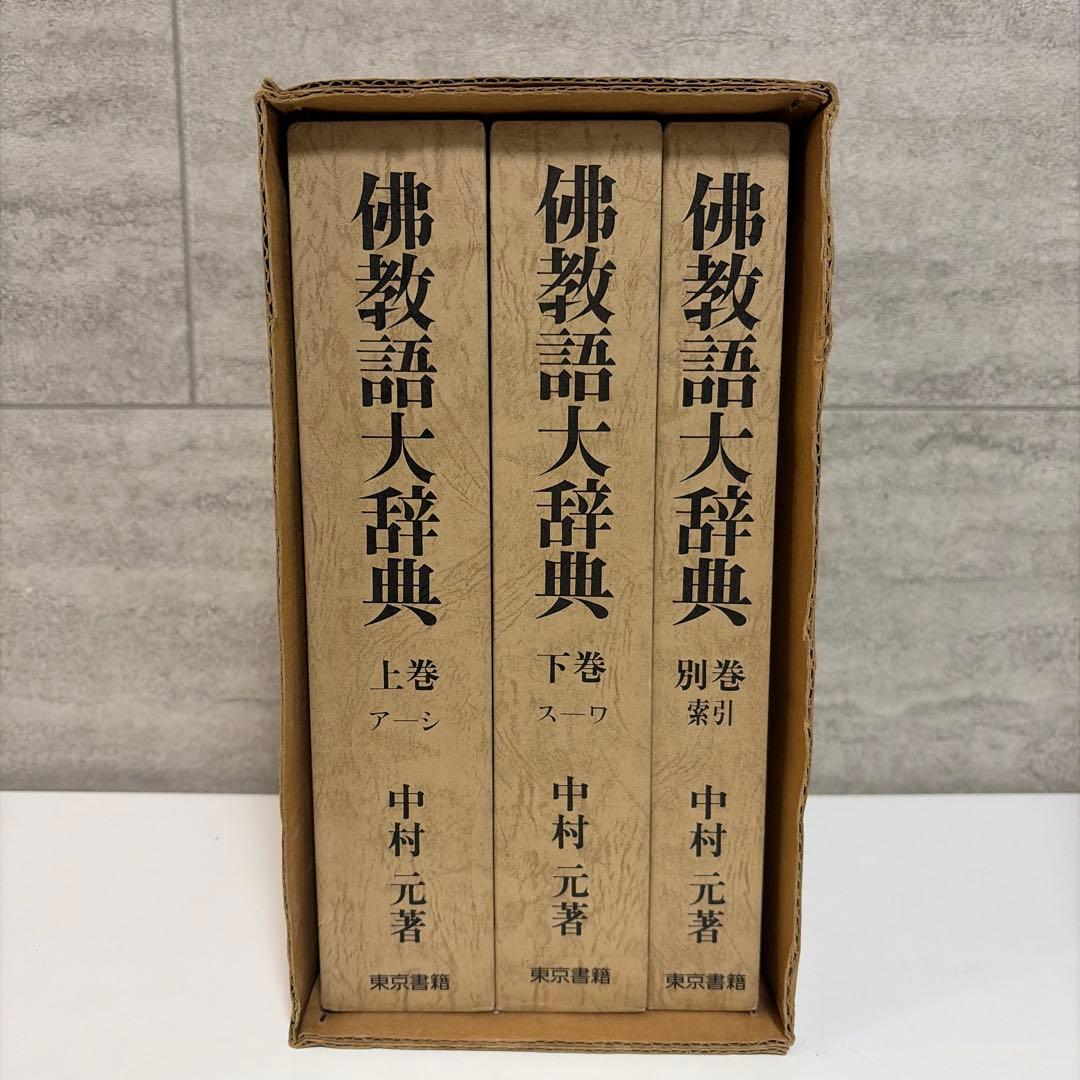 佛教語大辞典
上巻
ア—シ
中村 元著
東京書籍
佛教語大辞典
下巻
ス—ワ
中村 元著
東京書籍
佛教語大辞典
別巻
索引
中村 元著
東京書籍